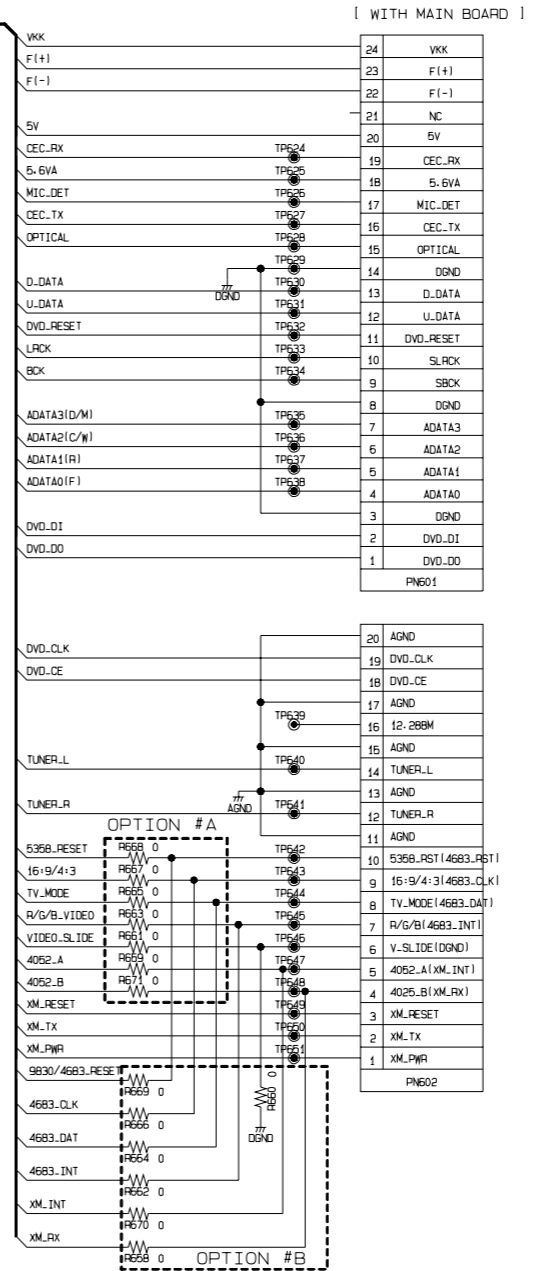 [ WITH MAIN BOARD ]
VKK 24 VKK
F(+) 23 F(+)
F(-) 22 F(-)
21 NC
5V 20 5V
CEC_RX TP624 19 CEC_RX
5.6VA TP625 18 5.6VA
MIC_DET TP626 17 MIC_DET
CEC_TX TP627 16 CEC_TX
OPTICAL TP628 15 OPTICAL
TP629 14 DGND
DGND
D_DATA TP630 13 D_DATA
U_DATA TP631 12 U_DATA
DVD_RESET TP632 11 DVD_RESET
LRCK TP633 10 SLRCK
BCK TP634 9 SBCK
8 DGND
ADATA3(D/M) TP635 7 ADATA3
ADATA2(C/W) TP636 6 ADATA2
ADATA1(R) TP637 5 ADATA1
ADATA0(F) TP638 4 ADATA0
3 DGND
DVD_DI 2 DVD_DI
DVD_DO 1 DVD_DO
PN601
20 AGND
DVD_CLK 19 DVD_CLK
DVD_CE 18 DVD_CE
17 AGND
TP639 16 12.288M
15 AGND
TUNER_L TP640 14 TUNER_L
13 AGND
AGND
TUNER_R TP641 12 TUNER_R
11 AGND
OPTION #A
5358_RESET R668 0 TP642 10 5358_RST(4683_RST)
16:9/4:3 R667 0 TP643 9 16:9/4:3(4683_CLK)
TV_MODE R665 0 TP644 8 TV_MODE(4683_DAT)
R/G/B_VIDEO R663 0 TP645 7 R/G/B(4683_INT)
VIDEO_SLIDE R661 0 TP646 6 V-SLIDE(DGND)
4052_A R659 0 TP647 5 4052_A(XM_INT)
4052_B R671 0 TP648 4 4025_B(XM_RX)
XM_RESET TP649 3 XM_RESET
XM_TX TP650 2 XM_TX
XM_PWR TP651 1 XM_PWR
PN602
9830/4683_RESET R669 0
R660 0
DGND
4683_CLK R666 0
4683_DAT R664 0
4683_INT R662 0
XM_INT R670 0
XM_RX R658 0
OPTION #B